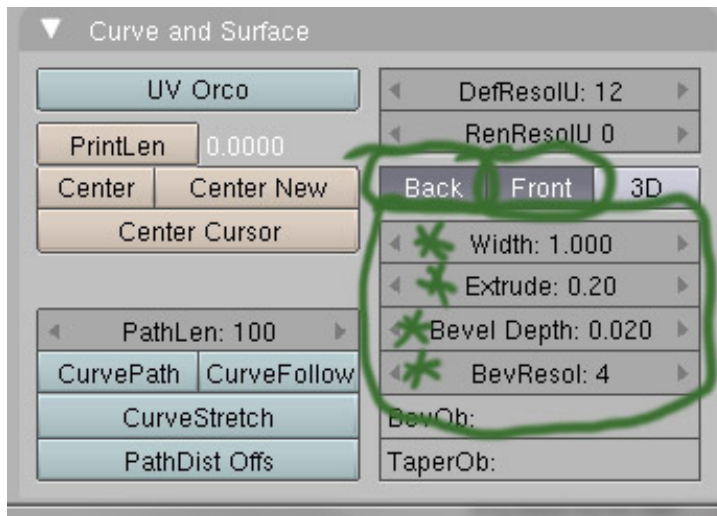 Curve and Surface
UV Orco
PrintLen 0.0000
Center Center New
Center Cursor
PathLen: 100
CurvePath CurveFollow
CurveStretch
PathDist Offs
DefResolU: 12
RenResolU 0
Back Front 3D
Width: 1.000
Extrude: 0.20
Bevel Depth: 0.020
BevResol: 4
BevOb:
TaperOb: